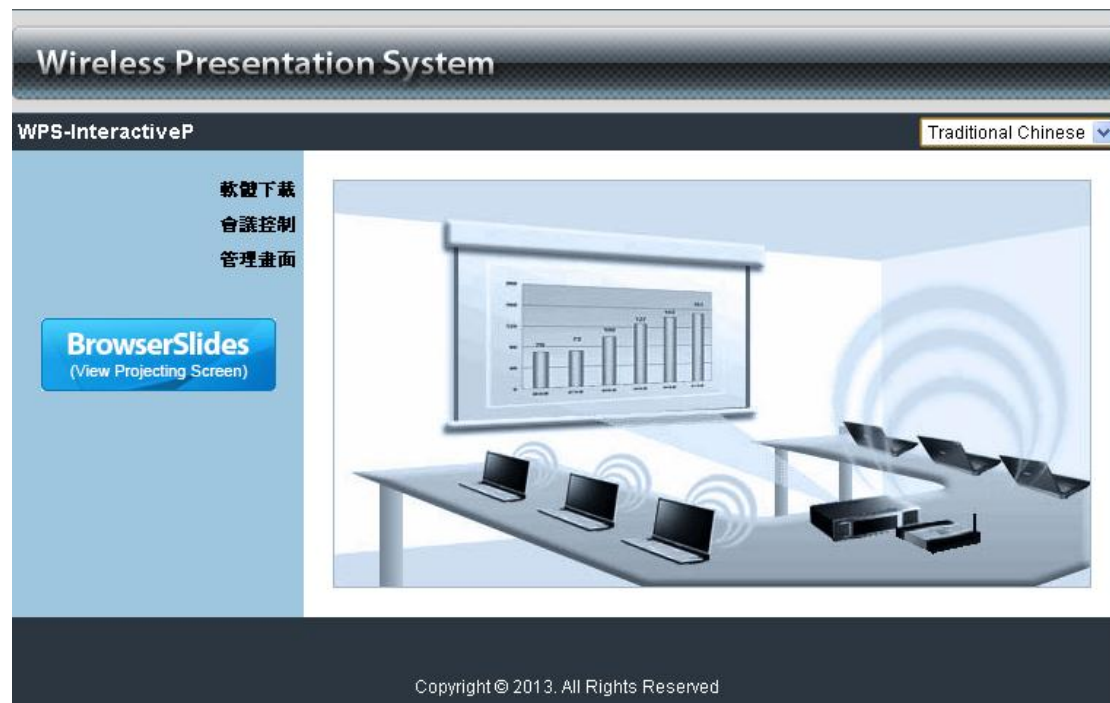 Wireless Presentation System
WPS-InteractiveP
Traditional Chinese
軟體下載
會議控制
管理畫面
BrowserSlides
(View Projecting Screen)
Copyright © 2013. All Rights Reserved